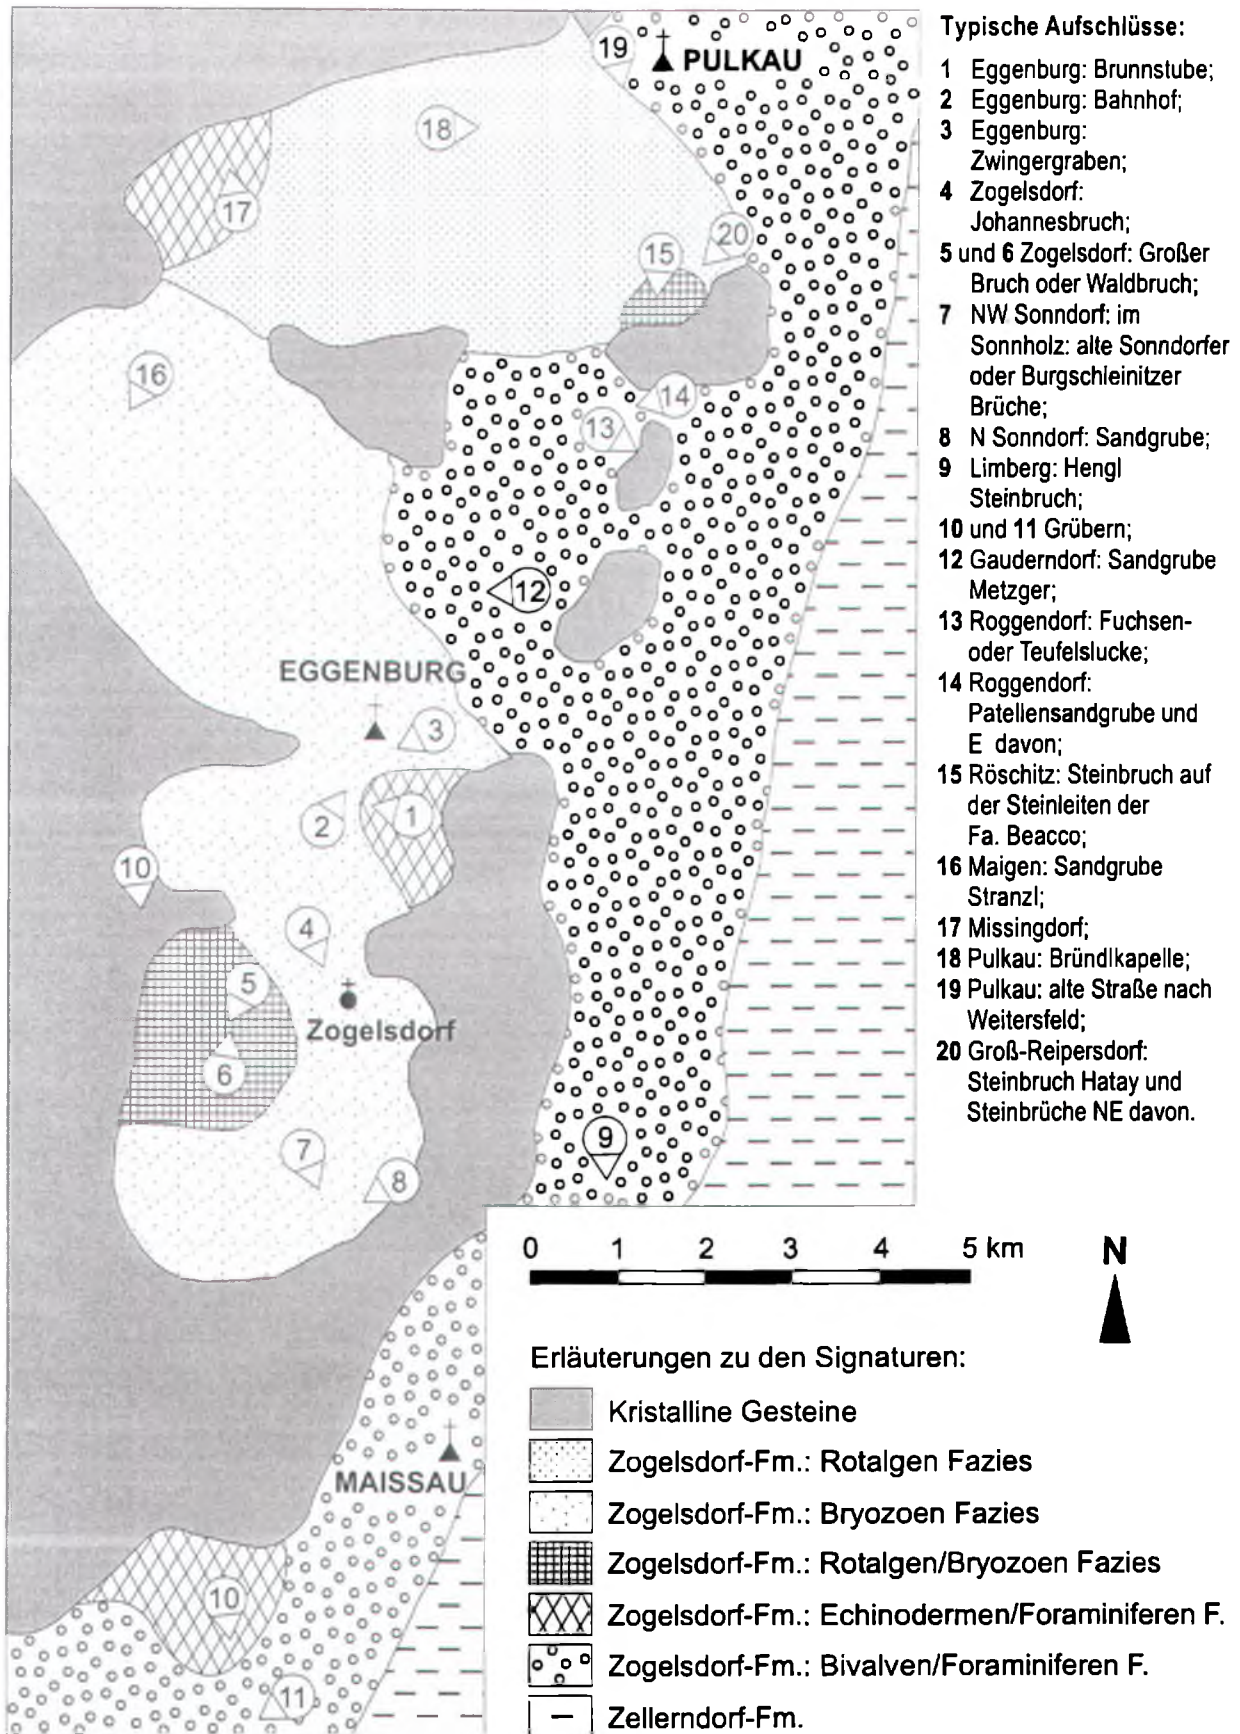 19
PULKAU
18
17
20
15
16
14
13
12
EGGENBURG
3
2
1
10
4
5
Zogelsdorf
6
7
9
8
MAISSAU
10
11
Typische Aufschlüsse:
1 Eggenburg: Brunnstube;
2 Eggenburg: Bahnhof;
3 Eggenburg:
Zwingergraben;
4 Zogelsdorf:
Johannesbruch;
5 und 6 Zogelsdorf: Großer
Bruch oder Waldbruch;
7 NW Sonndorf: im
Sonnholz: alte Sonndorfer
oder Burgschleinitzer
Brüche;
8 N Sonndorf: Sandgrube;
9 Limberg: Hengl
Steinbruch;
10 und 11 Grübern;
12 Gauderndorf: Sandgrube
Metzger;
13 Roggendorf: Fuchsen-
oder Teufelslucke;
14 Roggendorf:
Patellensandgrube und
E davon;
15 Röschitz: Steinbruch auf
der Steinleiten der
Fa. Beacco;
16 Maigen: Sandgrube
Stranzl;
17 Missingdorf;
18 Pulkau: Bründlkapelle;
19 Pulkau: alte Straße nach
Weitersfeld;
20 Groß-Reipersdorf:
Steinbruch Hatay und
Steinbrüche NE davon.
0 1 2 3 4 5 km
N
Erläuterungen zu den Signaturen:
Kristalline Gesteine
Zogelsdorf-Fm.: Rotalgen Fazies
Zogelsdorf-Fm.: Bryozoen Fazies
Zogelsdorf-Fm.: Rotalgen/Bryozoen Fazies
Zogelsdorf-Fm.: Echinodermen/Foraminiferen F.
Zogelsdorf-Fm.: Bivalven/Foraminiferen F.
Zellerndorf-Fm.